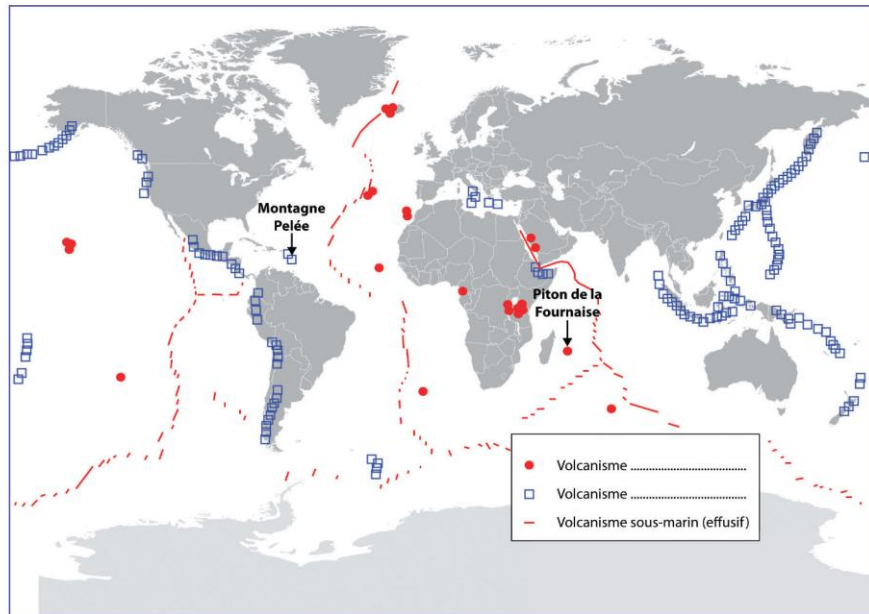 Montagne
Pelée
Piton de la
Fournaise
Volcanisme ....................................
Volcanisme ....................................
Volcanisme sous-marin (effusif)